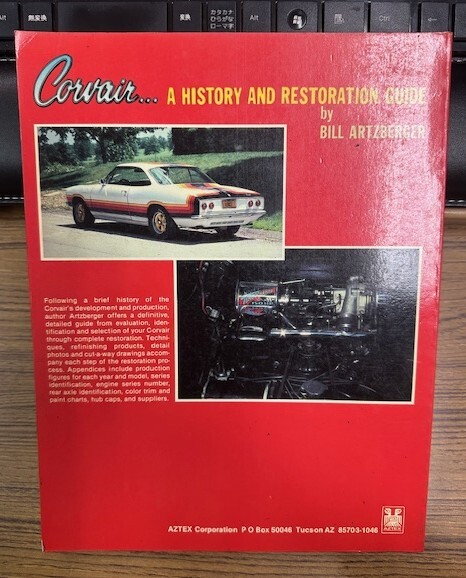 Alt
無変換
変換
カタカナ
ひらがな
ローマ字
Alt
Ctrl
←
Corvair... A HISTORY AND RESTORATION GUIDE
by
BILL ARTZBERGER
Following a brief history of the
Corvair's development and production,
author Artzberger offers a definitive,
detailed guide from evaluation, iden-
tification and selection of your Corvair
through complete restoration. Techni-
ques, refinishing products, detail
photos and cut-a-way drawings accom-
pany each step of the restoration pro-
cess. Appendices include production
figures for each year and model, series
identification, engine series number,
rear axle identification, color trim and
paint charts, hub caps, and suppliers.
AZTEX Corporation P O Box 50046 Tucson AZ 85703-1046
AZTEX